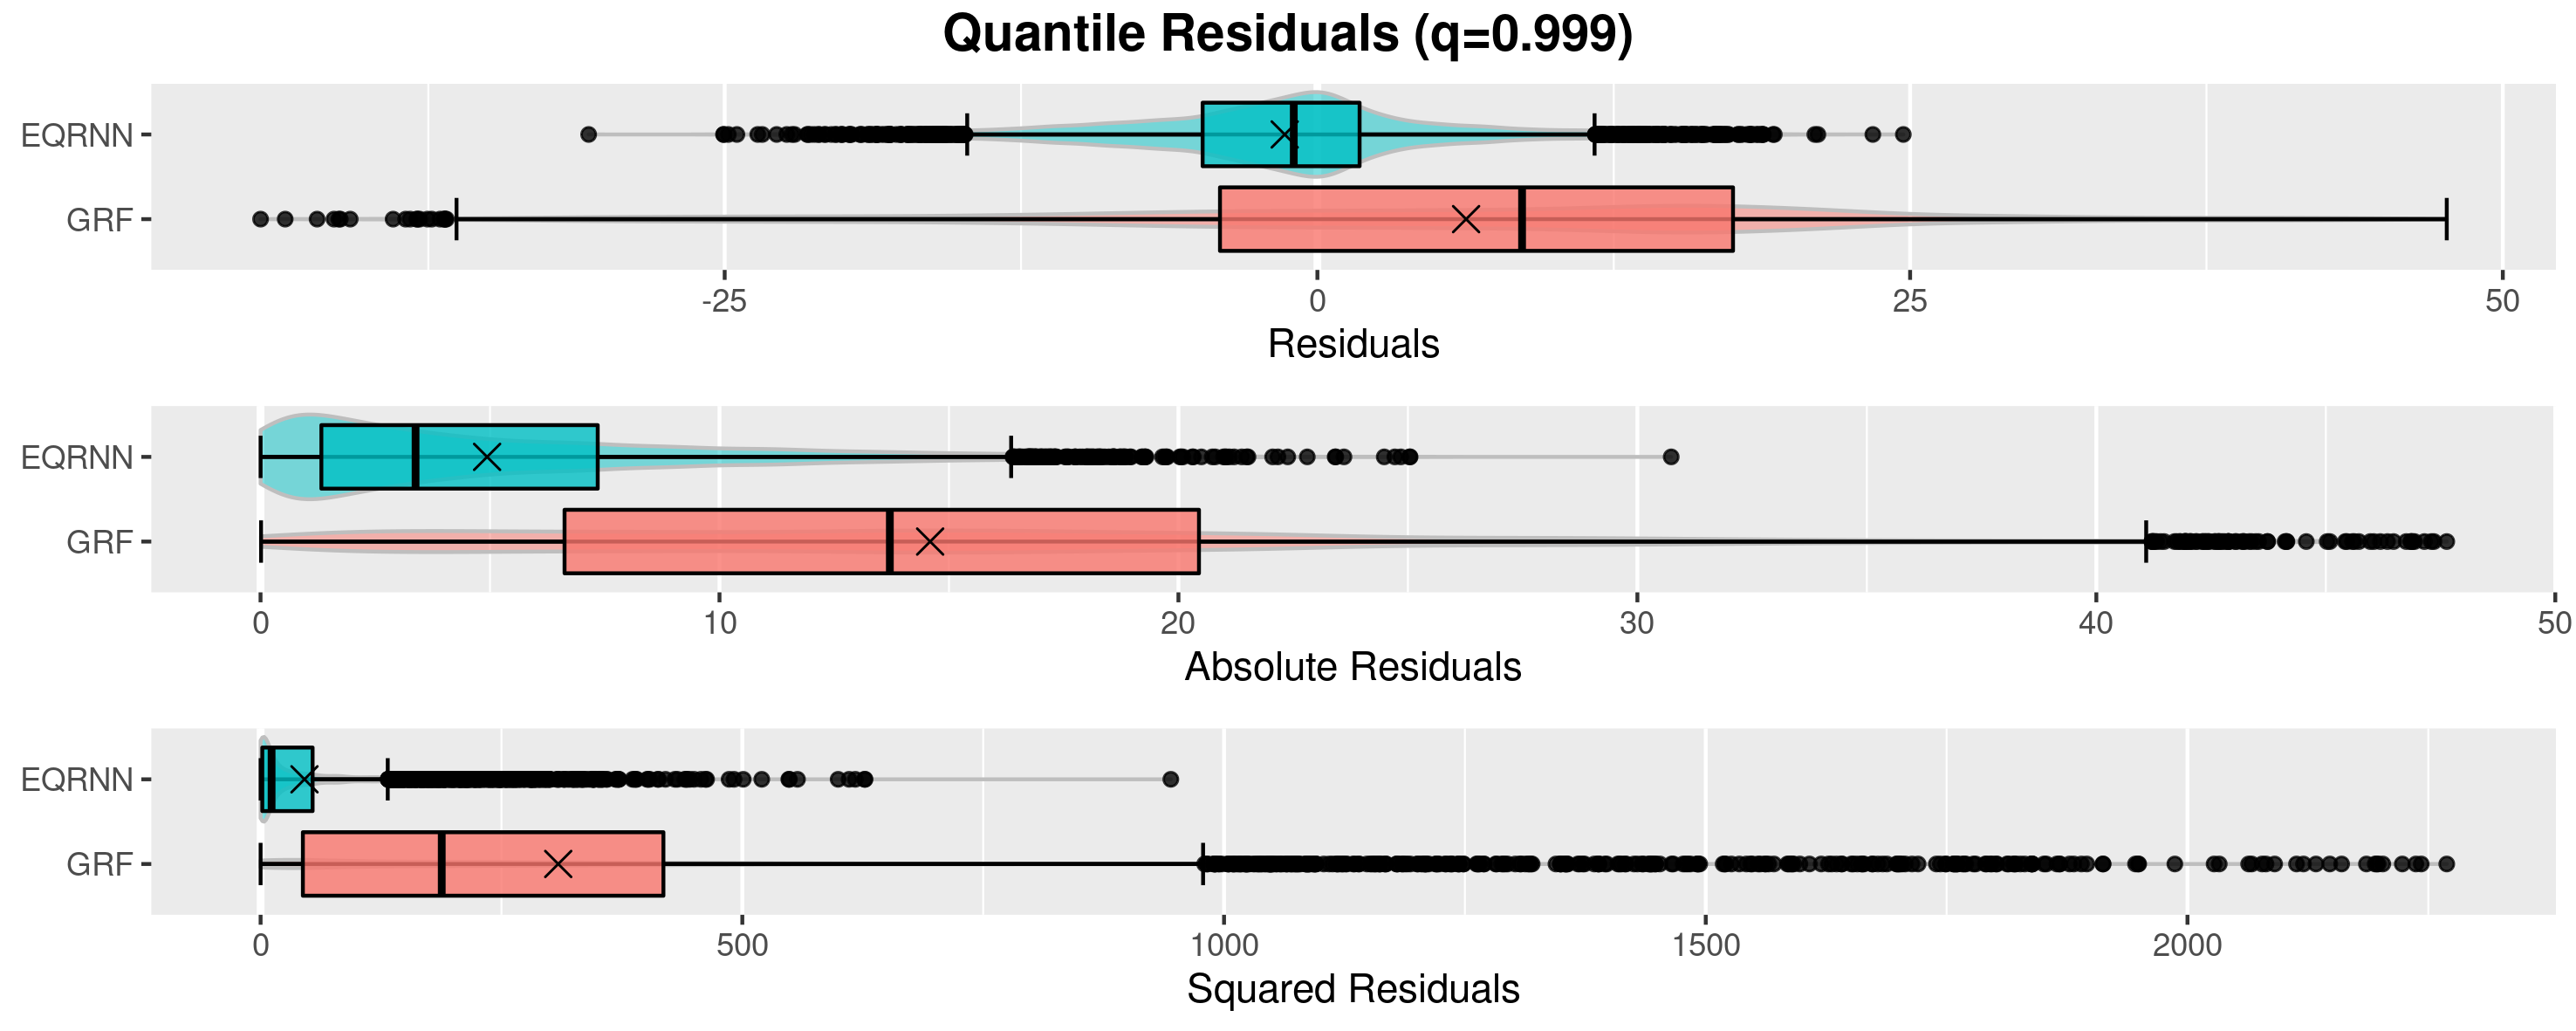 Quantile Residuals (q=0.999)
EQRNN
GRF
-25 0 25 50
Residuals
EQRNN
GRF
0 10 20 30 40 50
Absolute Residuals
EQRNN
GRF
0 500 1000 1500 2000
Squared Residuals